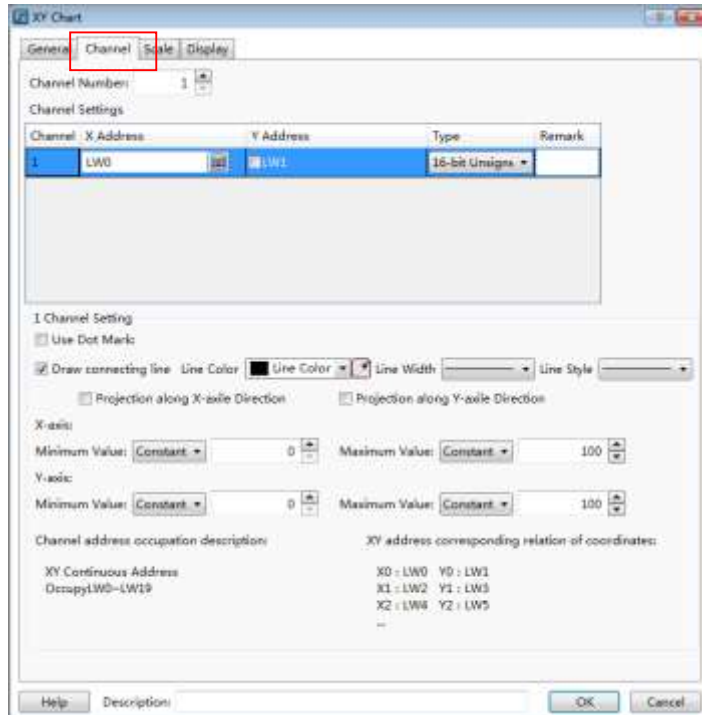 XY Chart
General Channel Scale Display
Channel Number: 1
Channel Settings
Channel X Address Y Address Type Remark
1 LW0 LW1 16-bit Unsigne
1 Channel Setting
Use Dot Mark:
Draw connecting line Line Color Line Color Line Width Line Style
Projection along X-axile Direction Projection along Y-axile Direction
X-axis:
Minimum Value: Constant 0 Maximum Value: Constant 100
Y-axis:
Minimum Value: Constant 0 Maximum Value: Constant 100
Channel address occupation description: XY address corresponding relation of coordinates:
XY Continuous Address X0 : LW0 Y0 : LW1
OccupyLW0~LW19 X1 : LW2 Y1 : LW3
X2 : LW4 Y2 : LW5
...
Help Description: OK Cancel